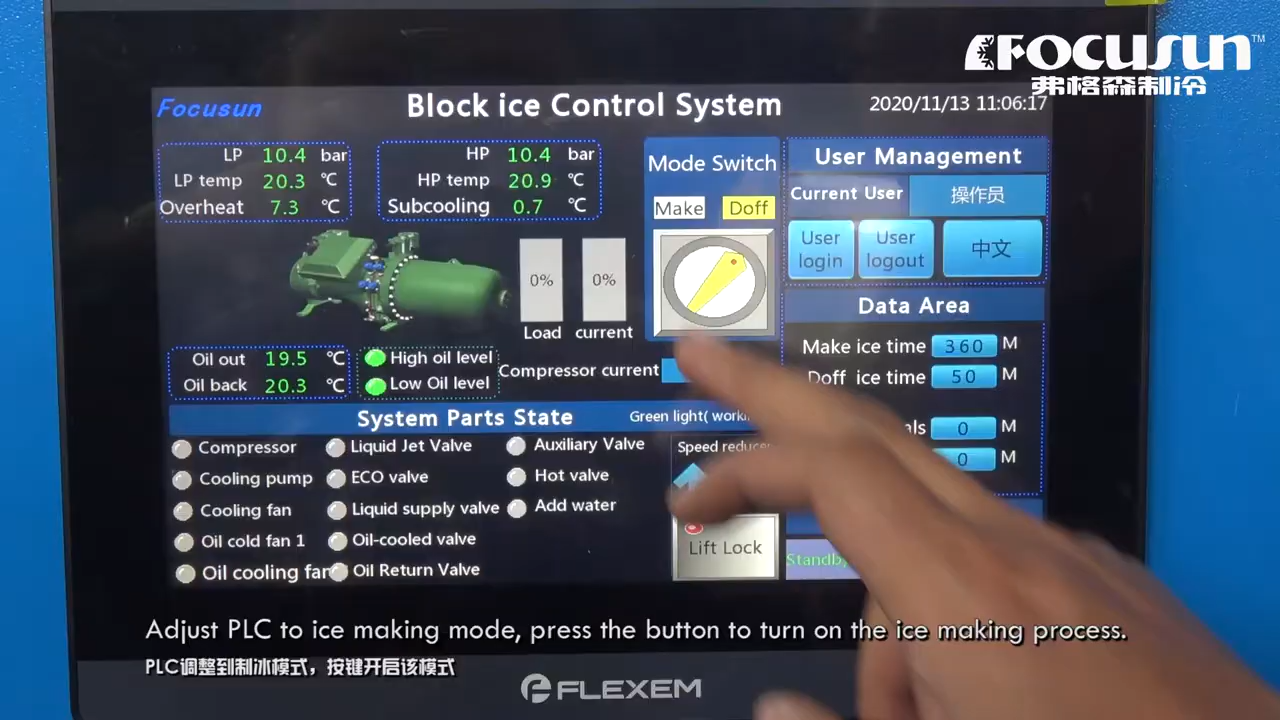 FOCUSUN™
弗格森制冷
Focusun
Block ice Control System
2020/11/13 11:06:17
LP 10.4 bar
LP temp 20.3 ℃
Overheat 7.3 ℃
HP 10.4 bar
HP temp 20.9 ℃
Subcooling 0.7 ℃
Mode Switch
Make Doff
User Management
Current User 操作员
User login
User logout
中文
0% 0%
Load current
Data Area
Make ice time 360 M
Doff ice time 50 M
0 M
0 M
Oil out 19.5 ℃
Oil back 20.3 ℃
High oil level
Low Oil level
Compressor current
System Parts State
Green light(
Compressor
Cooling pump
Cooling fan
Oil cold fan 1
Oil cooling fan
Liquid Jet Valve
ECO valve
Liquid supply valve
Oil-cooled valve
Oil Return Valve
Auxiliary Valve
Hot valve
Add water
Speed
Lift Lock
Standby
Adjust PLC to ice making mode, press the button to turn on the ice making process.
PLC调整到制冰模式，按键开启该模式
FLEXEM